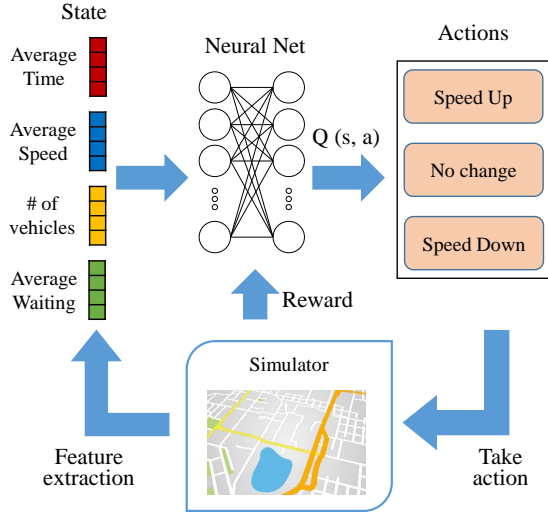 State
Average
Time
Average
Speed
# of
vehicles
Average
Waiting
Neural Net
Q (s, a)
Actions
Speed Up
No change
Speed Down
Reward
Simulator
Feature
extraction
Take
action